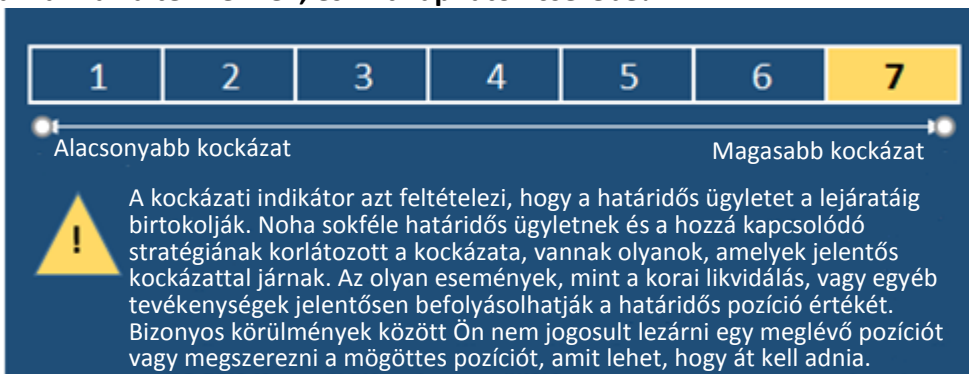 1 2 3 4 5 6 7
Alacsonyabb kockázat Magasabb kockázat
A kockázati indikátor azt feltételezi, hogy a határidős ügyletet a lejáratáig
birtokolják. Noha sokféle határidős ügyletnek és a hozzá kapcsolódó
! stratégiának korlátozott a kockázata, vannak olyanok, amelyek jelentős
kockázattal járnak. Az olyan események, mint a korai likvidálás, vagy egyéb
tevékenységek jelentősen befolyásolhatják a határidős pozíció értékét.
Bizonyos körülmények között Ön nem jogosult lezárni egy meglévő pozíciót
vagy megszerezni a mögöttes pozíciót, amit lehet, hogy át kell adnia.